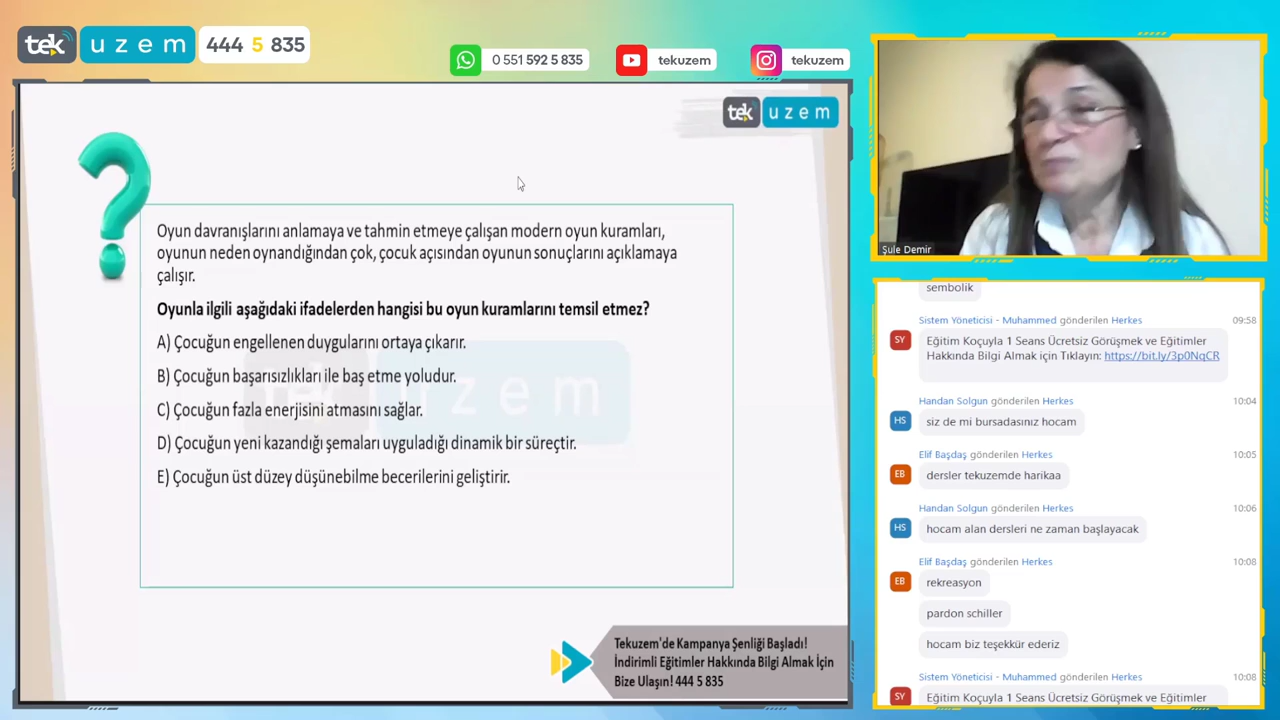 tek uzem 444 5 835
0 551 592 5 835
tekuzem
tekuzem
tek uzem
Oyun davranışlarını anlamaya ve tahmin etmeye çalışan modern oyun kuramları,
oyunun neden oynandığından çok, çocuk açısından oyunun sonuçlarını açıklamaya
çalışır.
Oyunla ilgili aşağıdaki ifadelerden hangisi bu oyun kuramlarını temsil etmez?
A) Çocuğun engellenen duygularını ortaya çıkarır.
B) Çocuğun başarısızlıkları ile baş etme yoludur.
C) Çocuğun fazla enerjisini atmasını sağlar.
D) Çocuğun yeni kazandığı şemaları uyguladığı dinamik bir süreçtir.
E) Çocuğun üst düzey düşünebilme becerilerini geliştirir.
uzem
Tekuzem'de Kampanya Şenliği Başladı!
İndirimli Eğitimler Hakkında Bilgi Almak İçin
Bize Ulaşın! 444 5 835
Şule Demir
sembolik
Sistem Yöneticisi - Muhammed gönderilen Herkes 09:58
SY
Eğitim Koçuyla 1 Seans Ücretsiz Görüşmek ve Eğitimler
Hakkında Bilgi Almak için Tıklayın: https://bit.ly/3p0NqCR
Handan Solgun gönderilen Herkes 10:04
HS
siz de mi bursadasınız hocam
Elif Başdaş gönderilen Herkes 10:05
EB
dersler tekuzemde harikaa
Handan Solgun gönderilen Herkes 10:06
HS
hocam alan dersleri ne zaman başlayacak
Elif Başdaş gönderilen Herkes 10:08
EB
rekreasyon
pardon schiller
hocam biz teşekkür ederiz
Sistem Yöneticisi - Muhammed gönderilen Herkes 10:08
SY
Eğitim Koçuyla 1 Seans Ücretsiz Görüşmek ve Eğitimler